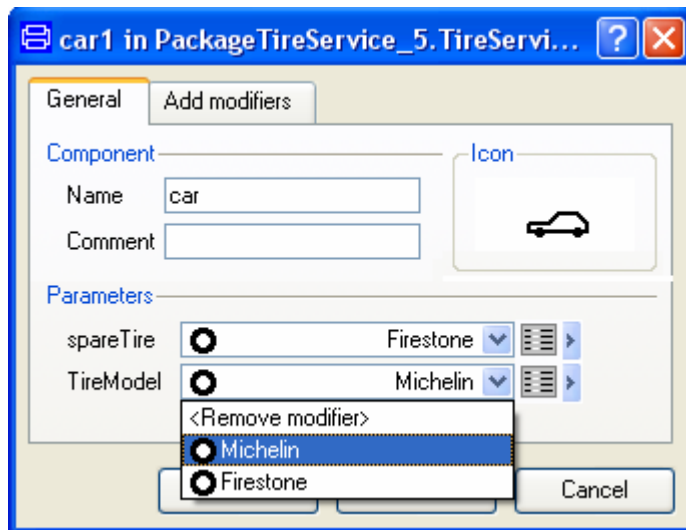 car1 in PackageTireService_5.TireServi...
General
Add modifiers
Component
Icon
Name
car
Comment
Parameters
spareTire
Firestone
TireModel
Michelin
<Remove modifier>
Michelin
Firestone
Cancel